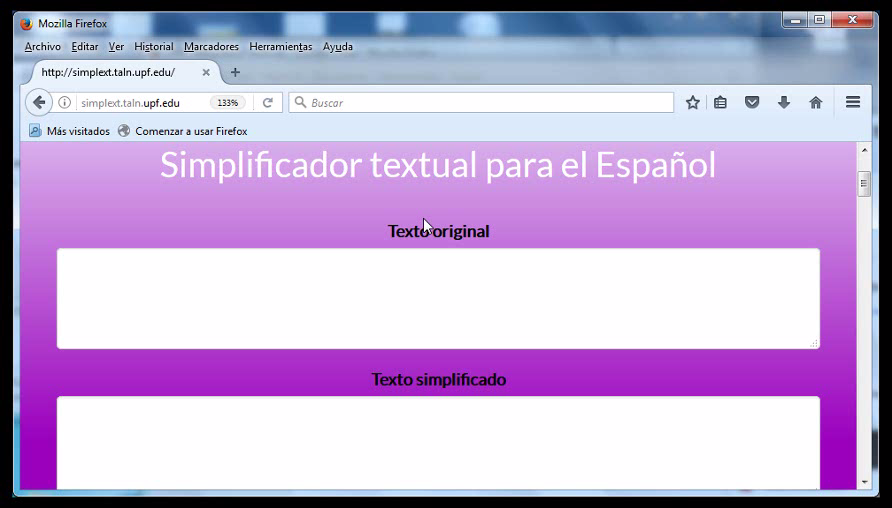 Mozilla Firefox
Archivo Editar Ver Historial Marcadores Herramientas Ayuda
http://simplext.taln.upf.edu/
simplext.taln.upf.edu 133% Buscar
Más visitados Comenzar a usar Firefox
Simplificador textual para el Español
Texto original
Texto simplificado